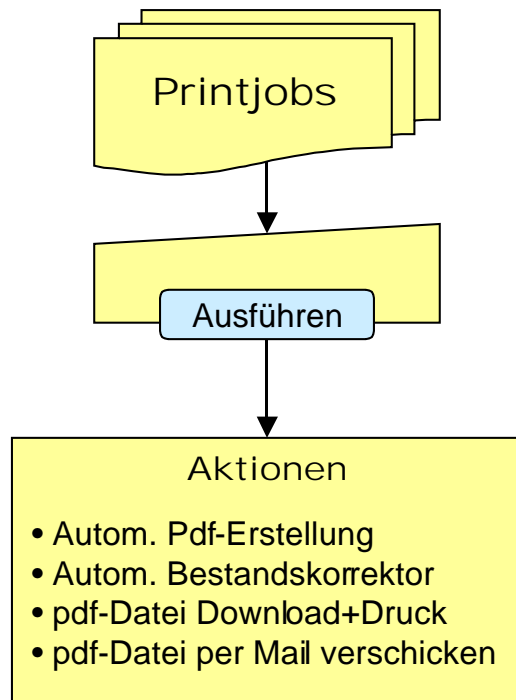 Printjobs
Ausführen
Aktionen
• Autom. Pdf-Erstellung
• Autom. Bestandskorrektor
• pdf-Datei Download+Druck
• pdf-Datei per Mail verschicken